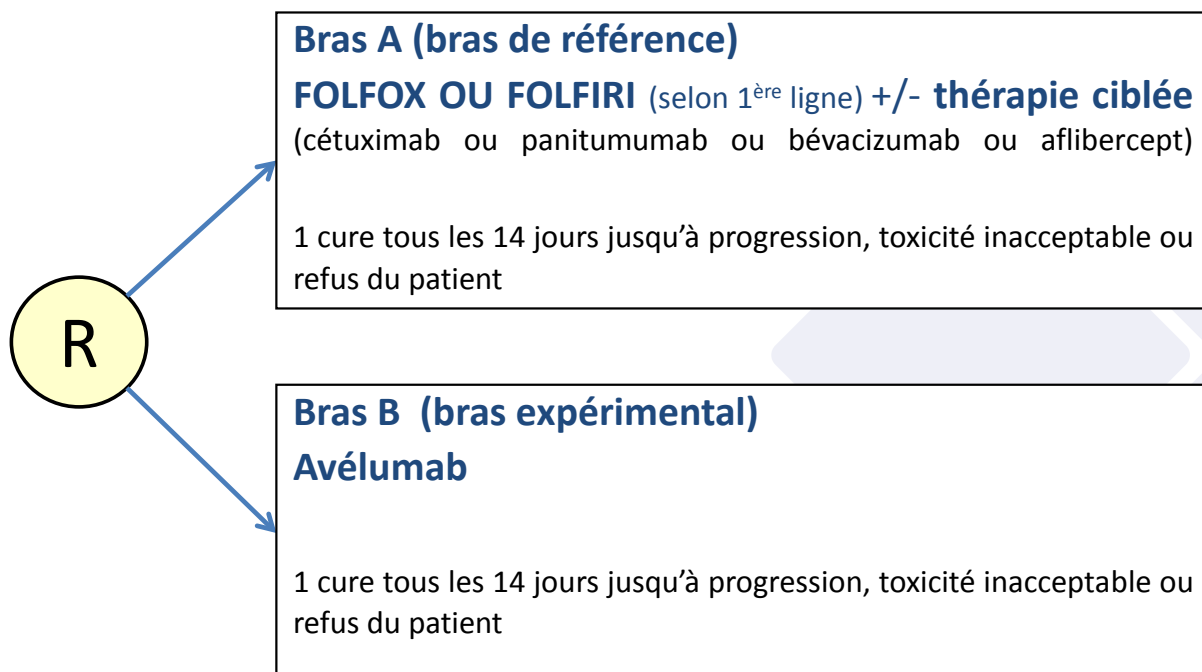 Bras A (bras de référence)
FOLFOX OU FOLFIRI (selon 1ère ligne) +/- thérapie ciblée
(cétuximab ou panitumumab ou bévacizumab ou aflibercept)
1 cure tous les 14 jours jusqu’à progression, toxicité inacceptable ou
refus du patient
R
Bras B (bras expérimental)
Avélumab
1 cure tous les 14 jours jusqu’à progression, toxicité inacceptable ou
refus du patient